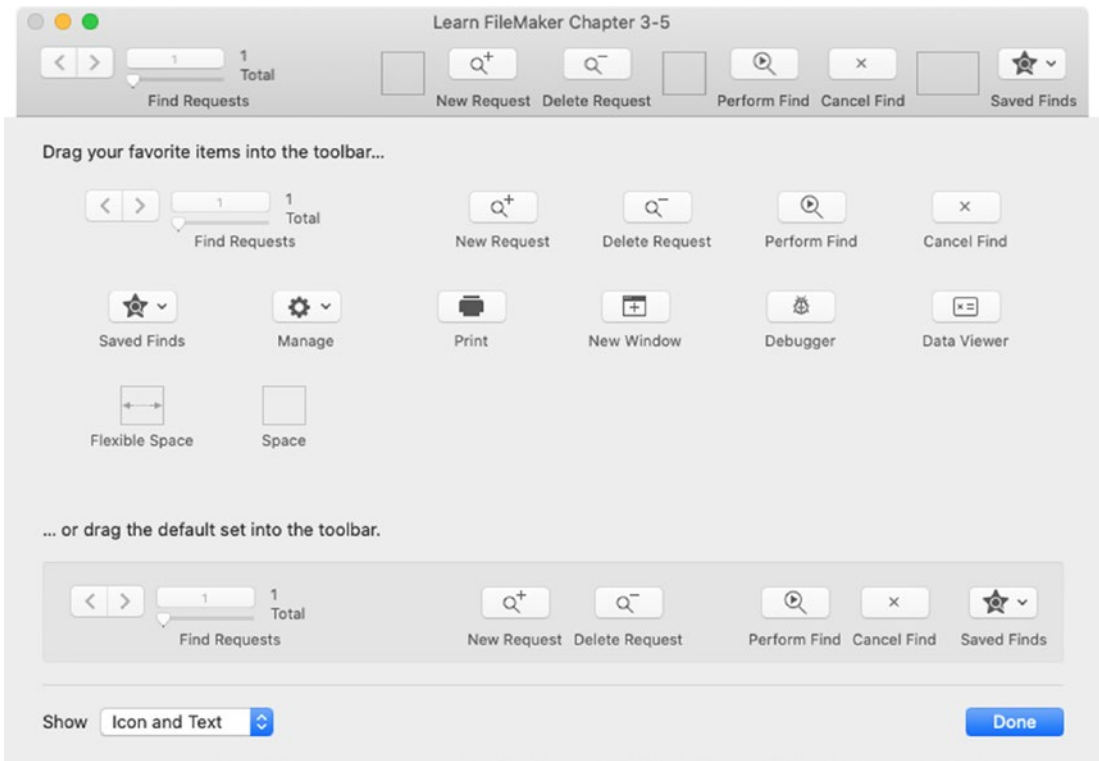 Learn FileMaker Chapter 3-5
1
1
Total
Find Requests
New Request
Delete Request
Perform Find
Cancel Find
Saved Finds
Drag your favorite items into the toolbar...
1
1
Total
Find Requests
New Request
Delete Request
Perform Find
Cancel Find
Saved Finds
Manage
Print
New Window
Debugger
Data Viewer
Flexible Space
Space
... or drag the default set into the toolbar.
1
1
Total
Find Requests
New Request
Delete Request
Perform Find
Cancel Find
Saved Finds
Show
Icon and Text
Done